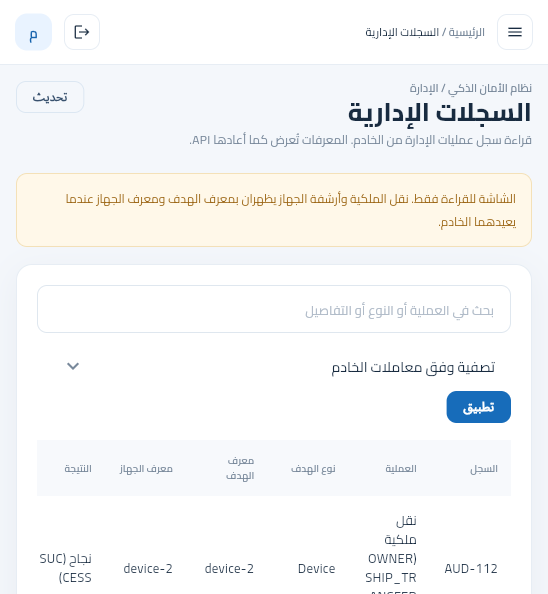 الرئيسية / السجلات الإدارية
م
نظام الأمان الذكي / الإدارة
السجلات الإدارية
تحديث
قراءة سجل عمليات الإدارة من الخادم. المعرفات تُعرض كما أعادها API.
الشاشة للقراءة فقط. نقل الملكية وأرشفة الجهاز يظهران بمعرف الهدف ومعرف الجهاز عندما
يعيدهما الخادم.
بحث في العملية أو النوع أو التفاصيل
تصفية وفق معاملات الخادم
تطبيق
السجل العملية نوع الهدف معرف الهدف معرف الجهاز النتيجة
AUD-112
نقل
ملكية
(OWNER
SHIP_TR
ANSFER
Device
device-2
device-2
نجاح (SUC
CESS)